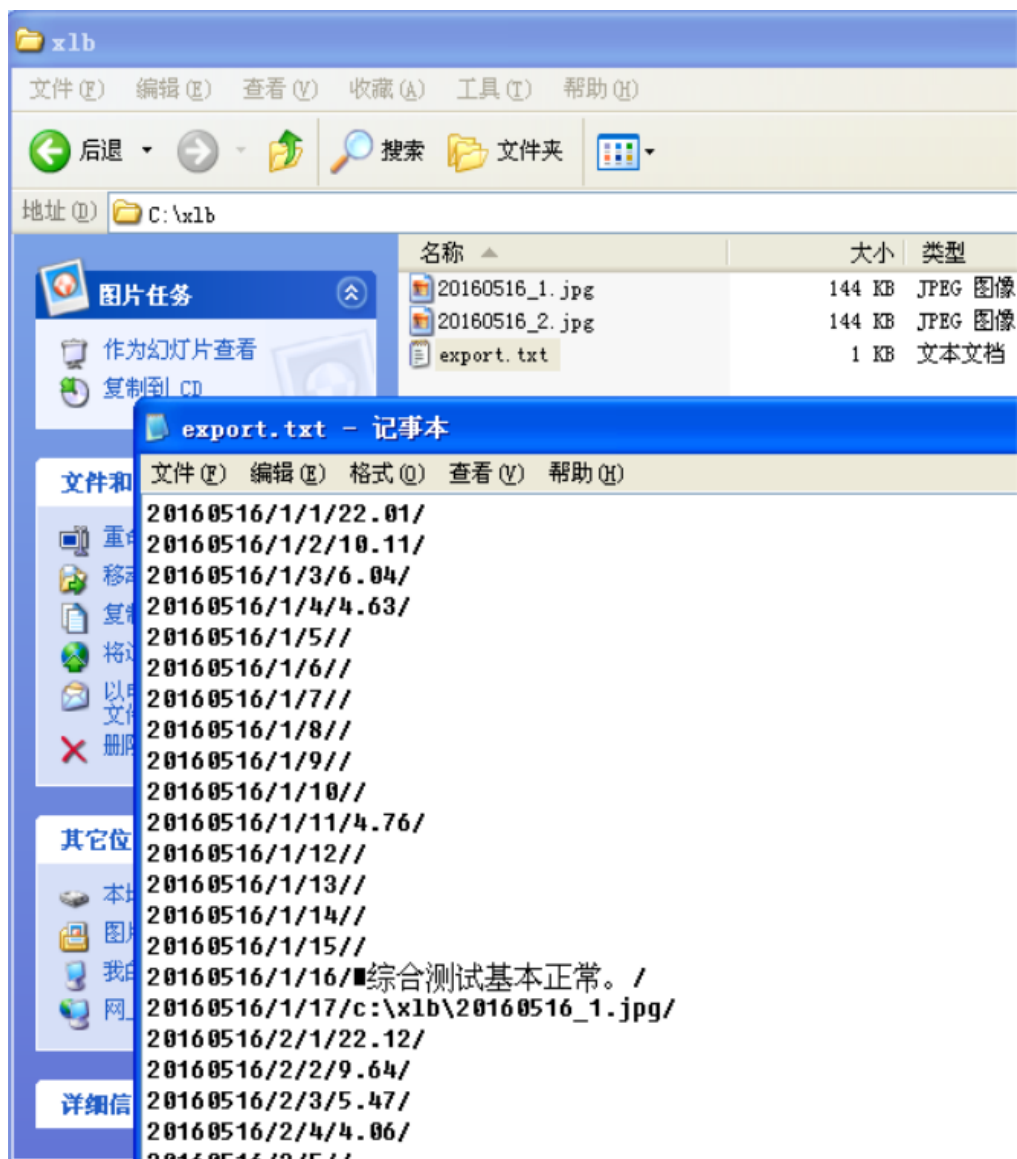 xlb
文件(F) 编辑(E) 查看(V) 收藏(A) 工具(T) 帮助(H)
后退 搜索 文件夹
地址(D) C:\xlb
名称 大小 类型
20160516_1.jpg 144 KB JPEG 图像
20160516_2.jpg 144 KB JPEG 图像
export.txt 1 KB 文本文档
图片任务
作为幻灯片查看
复制到 CD
文件和
其它位
详细信
export.txt - 记事本
文件(F) 编辑(E) 格式(O) 查看(V) 帮助(H)
20160516/1/1/22.01/
20160516/1/2/10.11/
20160516/1/3/6.04/
20160516/1/4/4.63/
20160516/1/5//
20160516/1/6//
20160516/1/7//
20160516/1/8//
20160516/1/9//
20160516/1/10//
20160516/1/11/4.76/
20160516/1/12//
20160516/1/13//
20160516/1/14//
20160516/1/15//
20160516/1/16/■综合测试基本正常。/
20160516/1/17/c:\xlb\20160516_1.jpg/
20160516/2/1/22.12/
20160516/2/2/9.64/
20160516/2/3/5.47/
20160516/2/4/4.06/